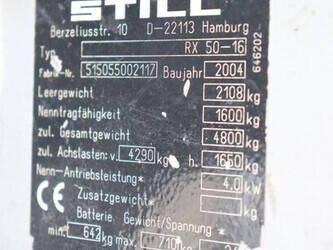 STILL
Berzeliusstr. 10 D-22113 Hamburg
Typ RX 50-16
Fabrik-Nr. 515055002117 Baujahr 2004
Leergewicht 2108 kg
Nenntragfähigkeit 1600 kg
zul. Gesamtgewicht 4800 kg
zul. Achslasten v. 4290 kg h. 1650 kg
Nenn-Antriebsleistung* 4.0 kW
CE Zusatzgewicht* kg
Batterie: Gewicht/Spannung *
min. 642 kg max. 710 kg
646202